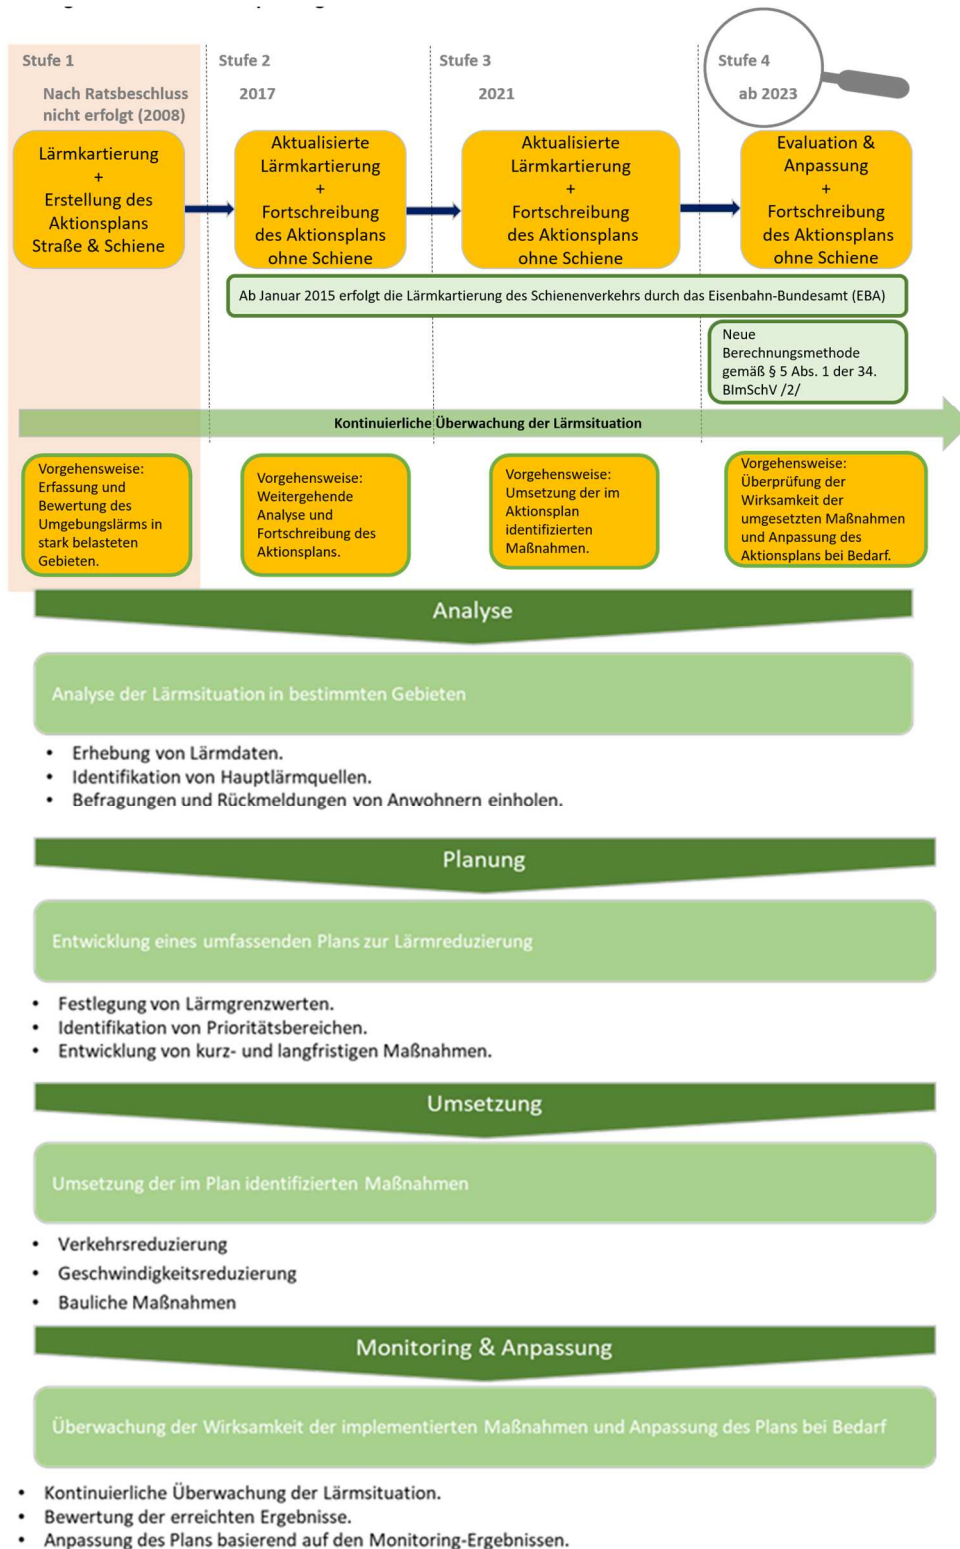 Stufe 1
Nach Ratsbeschluss
nicht erfolgt (2008)
Stufe 2
2017
Stufe 3
2021
Stufe 4
ab 2023
Lärmkartierung
+
Erstellung des
Aktionsplans
Straße & Schiene
Aktualisierte
Lärmkartierung
+
Fortschreibung
des Aktionsplans
ohne Schiene
Aktualisierte
Lärmkartierung
+
Fortschreibung
des Aktionsplans
ohne Schiene
Evaluation &
Anpassung
+
Fortschreibung
des Aktionsplans
ohne Schiene
Ab Januar 2015 erfolgt die Lärmkartierung des Schienenverkehrs durch das Eisenbahn-Bundesamt (EBA)
Neue
Berechnungsmethode
gemäß § 5 Abs. 1 der 34.
BImSchV /2/
Kontinuierliche Überwachung der Lärmsituation
Vorgehensweise:
Erfassung und
Bewertung des
Umgebungslärms in
stark belasteten
Gebieten.
Vorgehensweise:
Weitergehende
Analyse und
Fortschreibung des
Aktionsplans.
Vorgehensweise:
Umsetzung der im
Aktionsplan
identifizierten
Maßnahmen.
Vorgehensweise:
Überprüfung der
Wirksamkeit der
umgesetzten Maßnahmen
und Anpassung des
Aktionsplans bei Bedarf.
Analyse
Analyse der Lärmsituation in bestimmten Gebieten
• Erhebung von Lärmdaten.
• Identifikation von Hauptlärmquellen.
• Befragungen und Rückmeldungen von Anwohnern einholen.
Planung
Entwicklung eines umfassenden Plans zur Lärmreduzierung
• Festlegung von Lärmgrenzwerten.
• Identifikation von Prioritätsbereichen.
• Entwicklung von kurz- und langfristigen Maßnahmen.
Umsetzung
Umsetzung der im Plan identifizierten Maßnahmen
• Verkehrsreduzierung
• Geschwindigkeitsreduzierung
• Bauliche Maßnahmen
Monitoring & Anpassung
Überwachung der Wirksamkeit der implementierten Maßnahmen und Anpassung des Plans bei Bedarf
• Kontinuierliche Überwachung der Lärmsituation.
• Bewertung der erreichten Ergebnisse.
• Anpassung des Plans basierend auf den Monitoring-Ergebnissen.